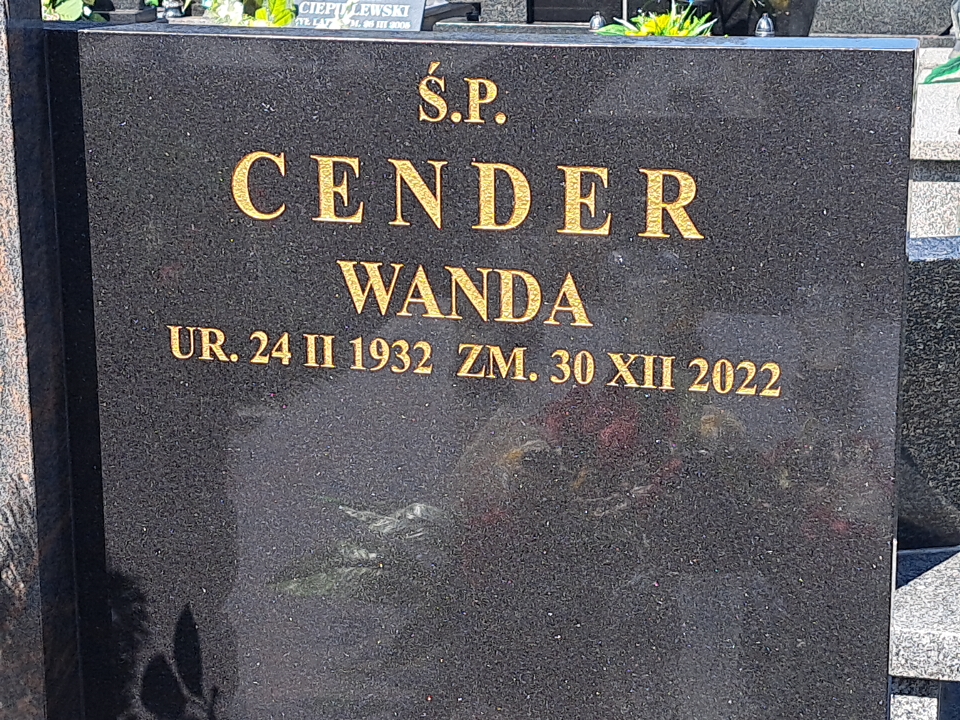 Ś.P.
CENDER
WANDA
UR. 24 II 1932 ZM. 30 XII 2022